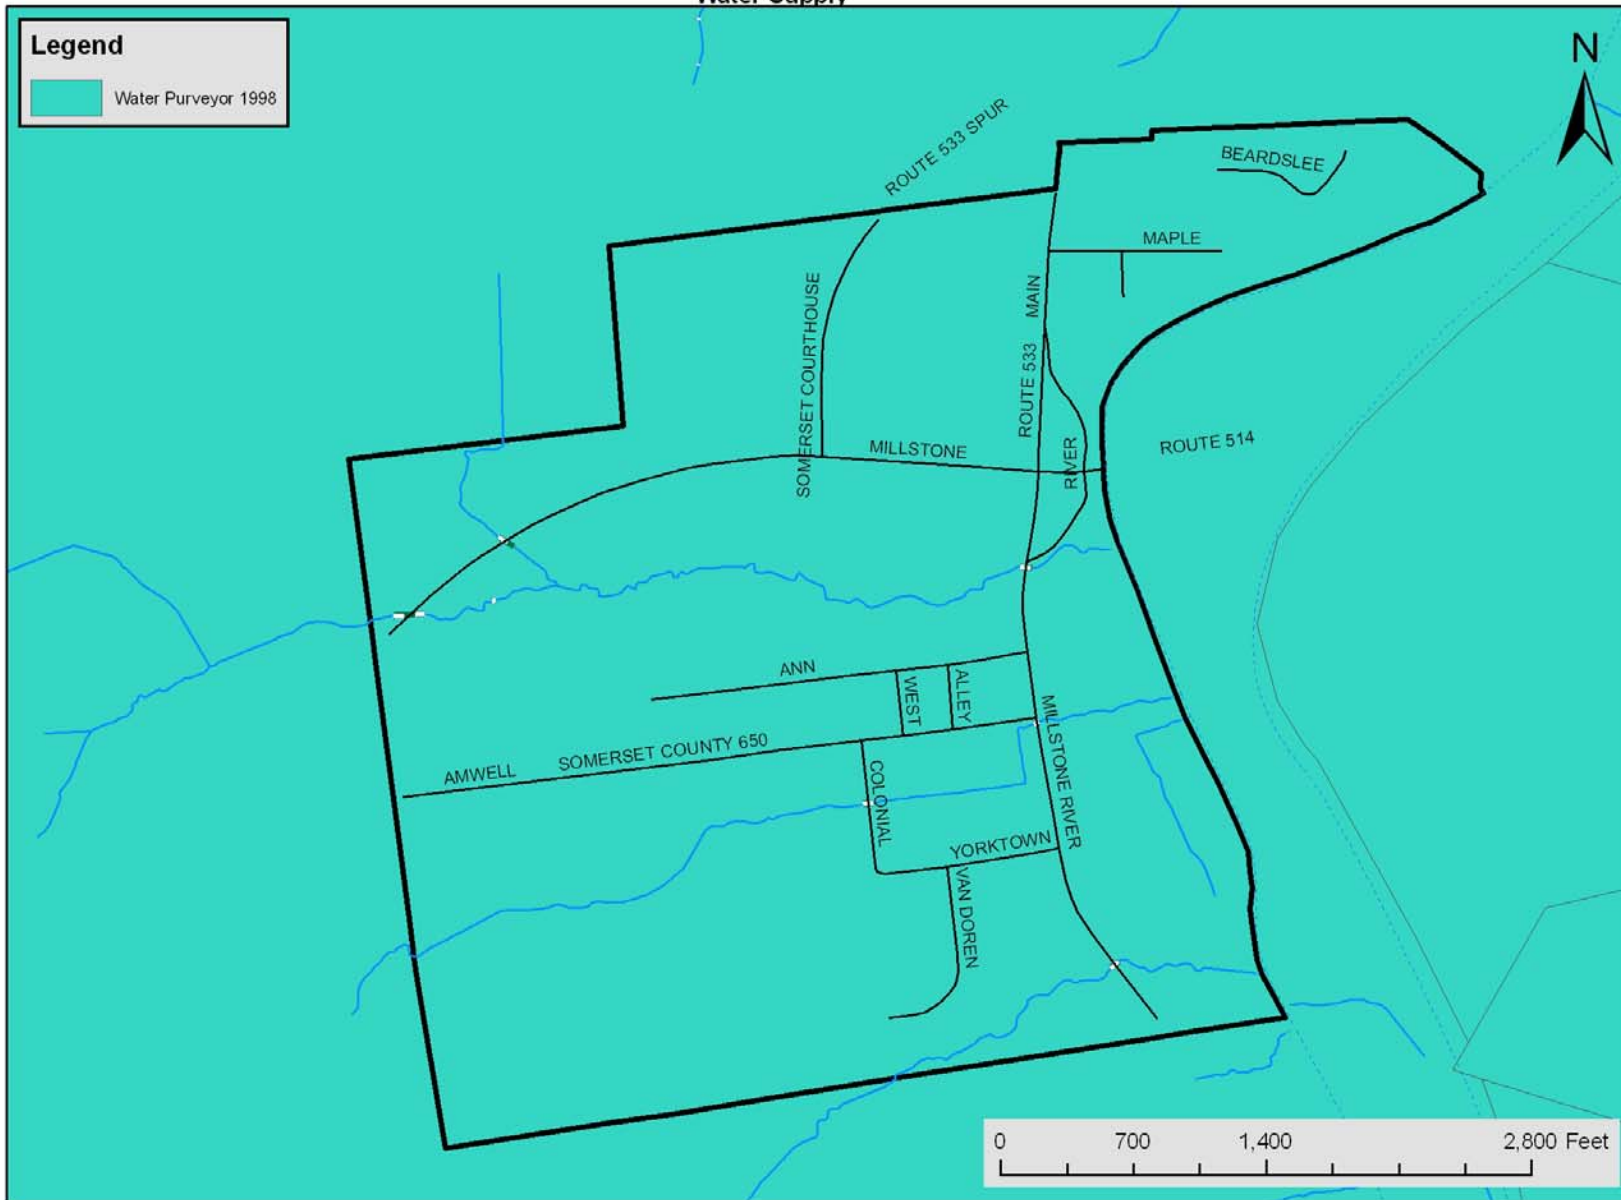 Water Supply
Legend
Water Purveyor 1998
N
ROUTE 533 SPUR
BEARDSLEE
MAPLE
MAIN
ROUTE 533
SOMERSET COURTHOUSE
MILLSTONE
RIVER
ROUTE 514
ANN
WEST
ALLEY
MILLSTONE RIVER
SOMERSET COUNTY 650
AMWELL
COLONIAL
YORKTOWN
VAN DOREN
0 700 1,400 2,800 Feet